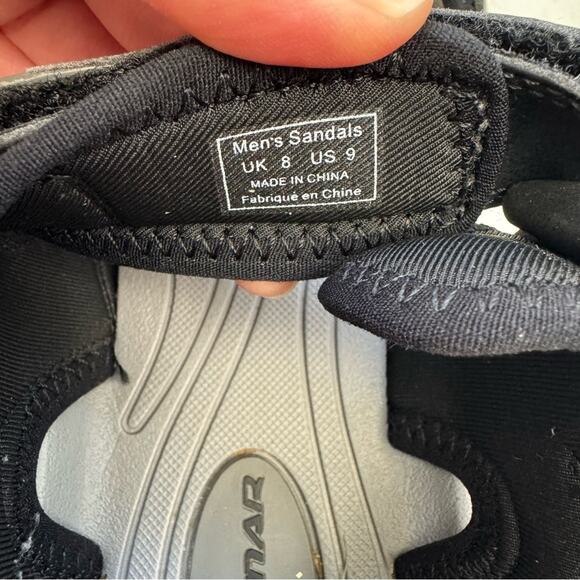 Men's Sandals
UK 8 US 9
MADE IN CHINA
Fabriqué en Chine